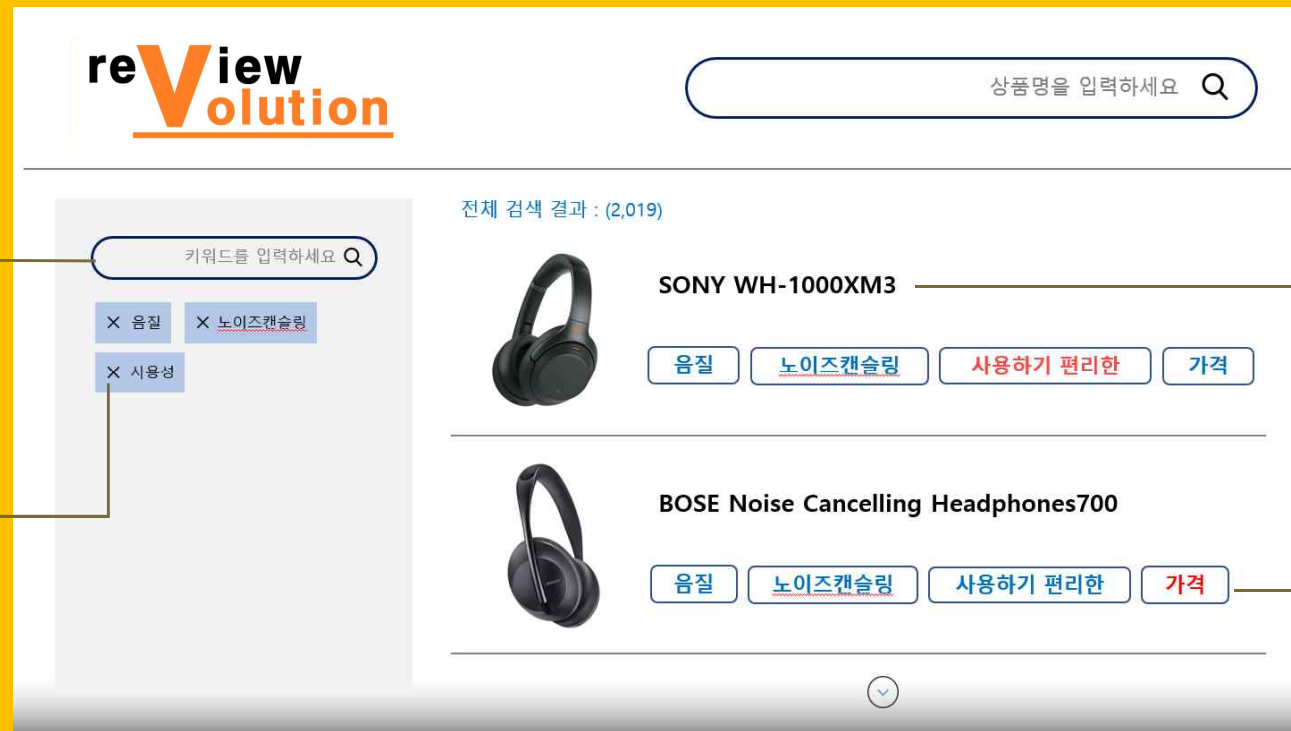 reView
Volution
상품명을 입력하세요
전체 검색 결과 : (2,019)
키워드를 입력하세요
× 음질 × 노이즈캔슬링
× 시용성
SONY WH-1000XM3
음질 노이즈캔슬링 사용하기 편리한 가격
BOSE Noise Cancelling Headphones700
음질 노이즈캔슬링 사용하기 편리한 가격